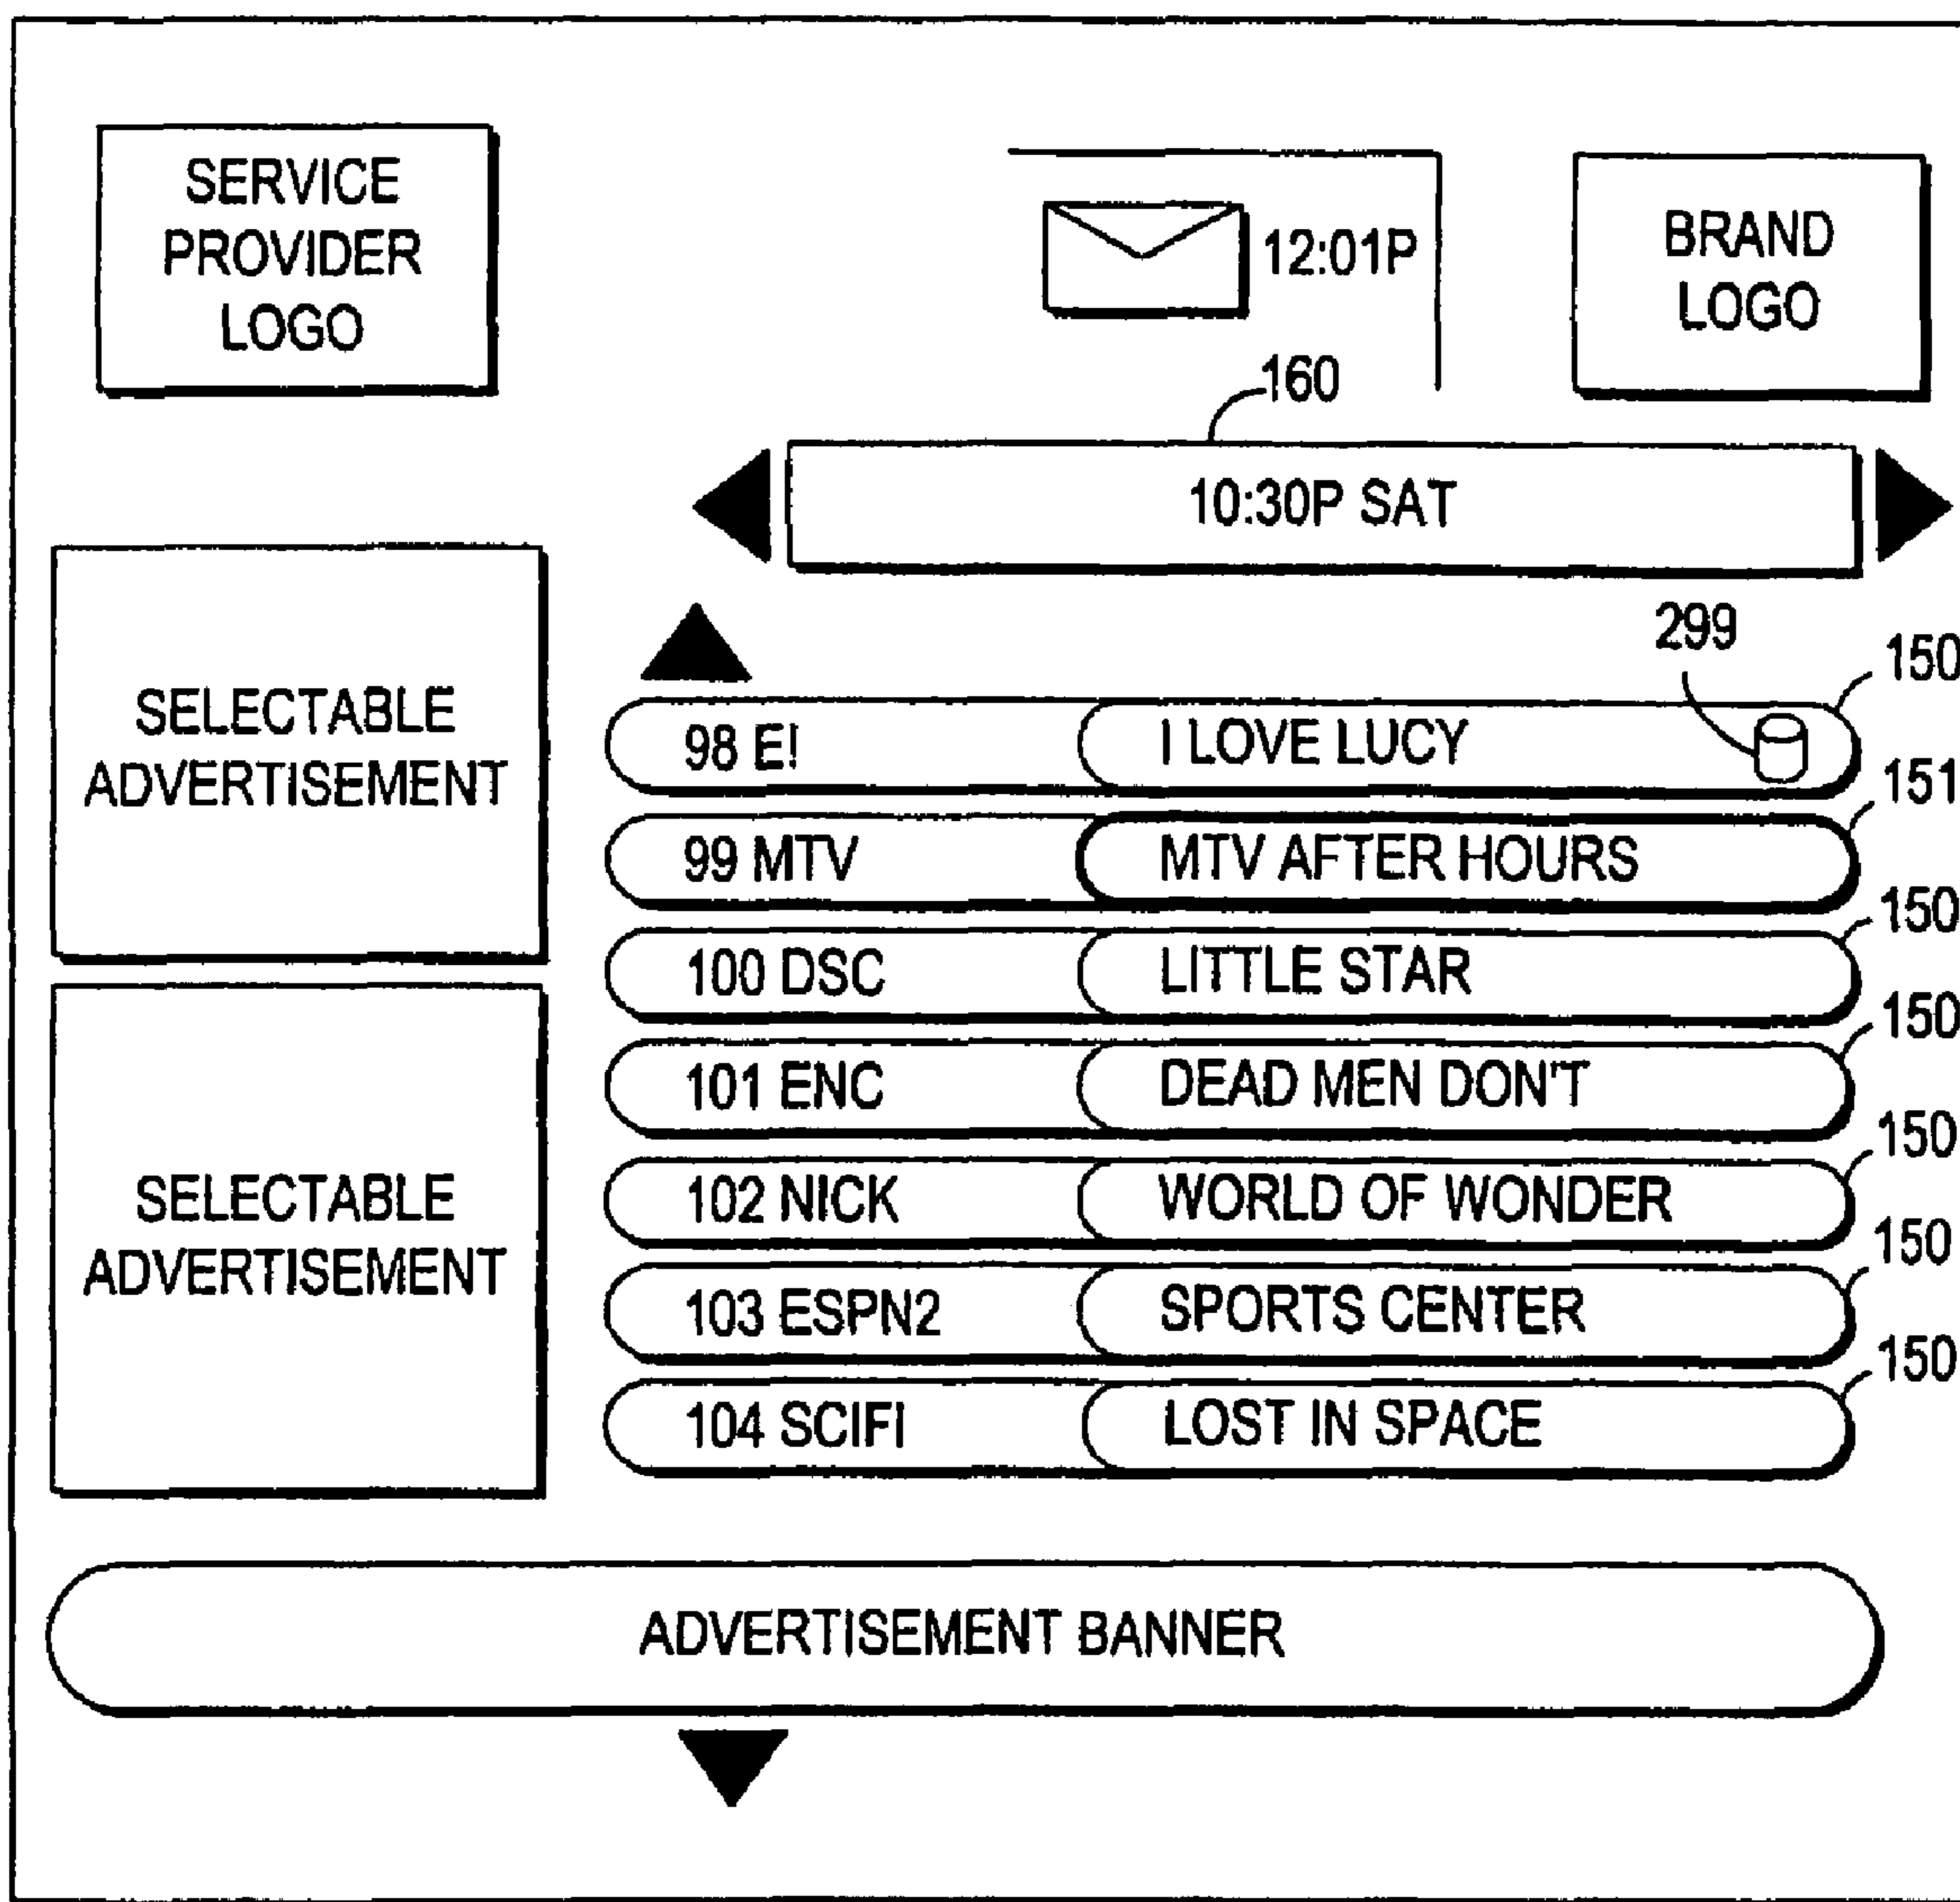 SERVICE
PROVIDER
LOGO
12:01P
BRAND
LOGO
160
10:30P SAT
299
150
SELECTABLE
ADVERTISEMENT
98 E! I LOVE LUCY
151
99 MTV MTV AFTER HOURS
150
100 DSC LITTLE STAR
150
101 ENC DEAD MEN DON'T
150
SELECTABLE
ADVERTISEMENT
102 NICK WORLD OF WONDER
150
103 ESPN2 SPORTS CENTER
150
104 SCIFI LOST IN SPACE
ADVERTISEMENT BANNER